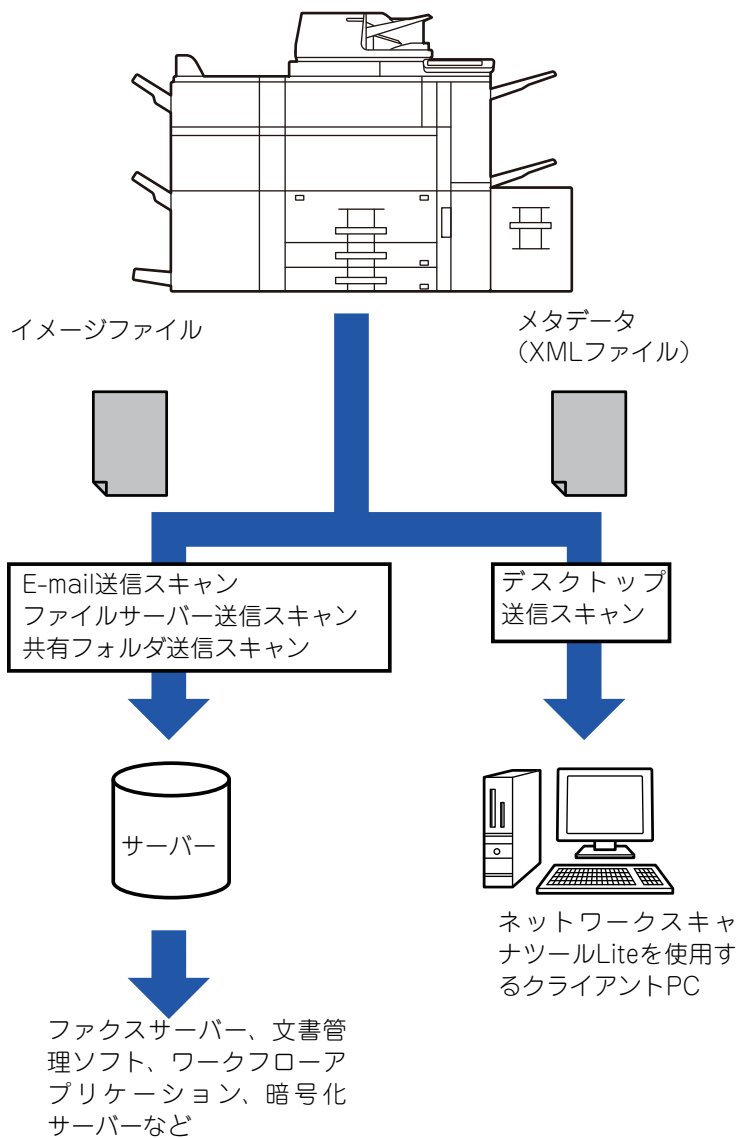 イメージファイル
メタデータ
（XMLファイル）
E-mail送信スキャン
ファイルサーバー送信スキャン
共有フォルダ送信スキャン
デスクトップ
送信スキャン
サーバー
ネットワークスキャ
ナツールLiteを使用す
るクライアントPC
ファクスサーバー、文書管
理ソフト、ワークフローア
プリケーション、暗号化
サーバーなど